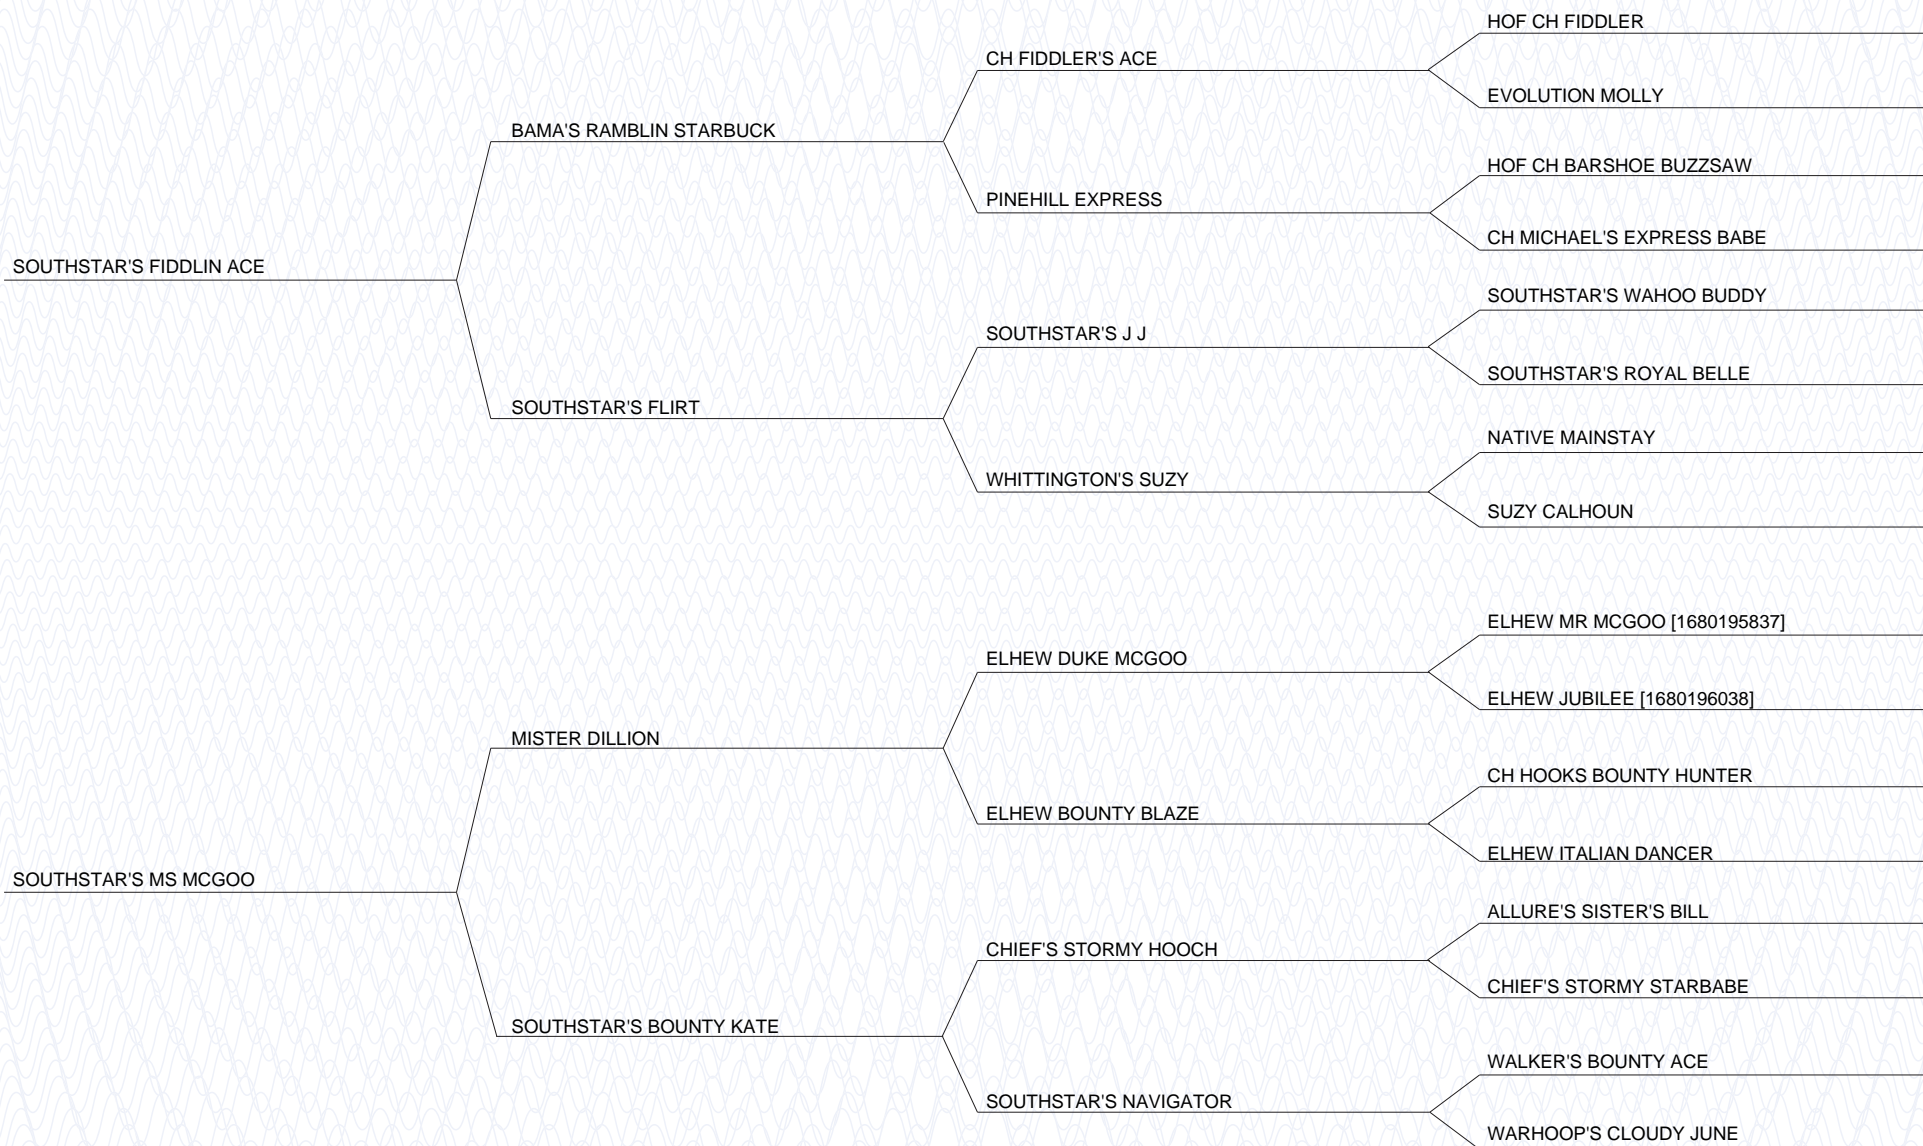 HOF CH FIDDLER
CH FIDDLER'S ACE
EVOLUTION MOLLY
BAMA'S RAMBLIN STARBUCK
HOF CH BARSHOE BUZZSAW
PINEHILL EXPRESS
CH MICHAEL'S EXPRESS BABE
SOUTHSTAR'S FIDDLIN ACE
SOUTHSTAR'S WAHOO BUDDY
SOUTHSTAR'S J J
SOUTHSTAR'S ROYAL BELLE
SOUTHSTAR'S FLIRT
NATIVE MAINSTAY
WHITTINGTON'S SUZY
SUZY CALHOUN
ELHEW MR MCGOO [1680195837]
ELHEW DUKE MCGOO
ELHEW JUBILEE [1680196038]
MISTER DILLION
CH HOOKS BOUNTY HUNTER
ELHEW BOUNTY BLAZE
ELHEW ITALIAN DANCER
SOUTHSTAR'S MS MCGOO
ALLURE'S SISTER'S BILL
CHIEF'S STORMY HOOCH
CHIEF'S STORMY STARBABE
SOUTHSTAR'S BOUNTY KATE
WALKER'S BOUNTY ACE
SOUTHSTAR'S NAVIGATOR
WARHOOP'S CLOUDY JUNE